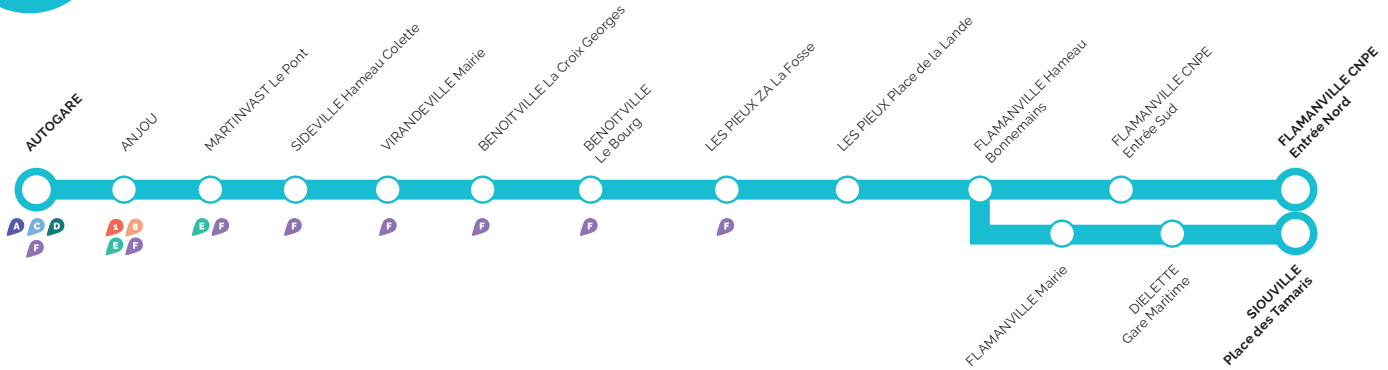 AUTOGARE
ANJOU
MARTINVAST Le Pont
SIDEVILLE Hameau Colette
VIRANDEVILLE Mairie
BENOITVILLE La Croix Georges
BENOITVILLE
Le Bourg
LES PIEUX ZA La Fosse
LES PIEUX Place de la Lande
FLAMANVILLE Hameau
Bonnemains
FLAMANVILLE CNPE
Entrée Sud
FLAMANVILLE CNPE
Entrée Nord
A C D
F
1 B
E F
E F
F
F
F
F
F
FLAMANVILLE Mairie
DIELETTE
Gare Maritime
SIOUVILLE
Place des Tamaris